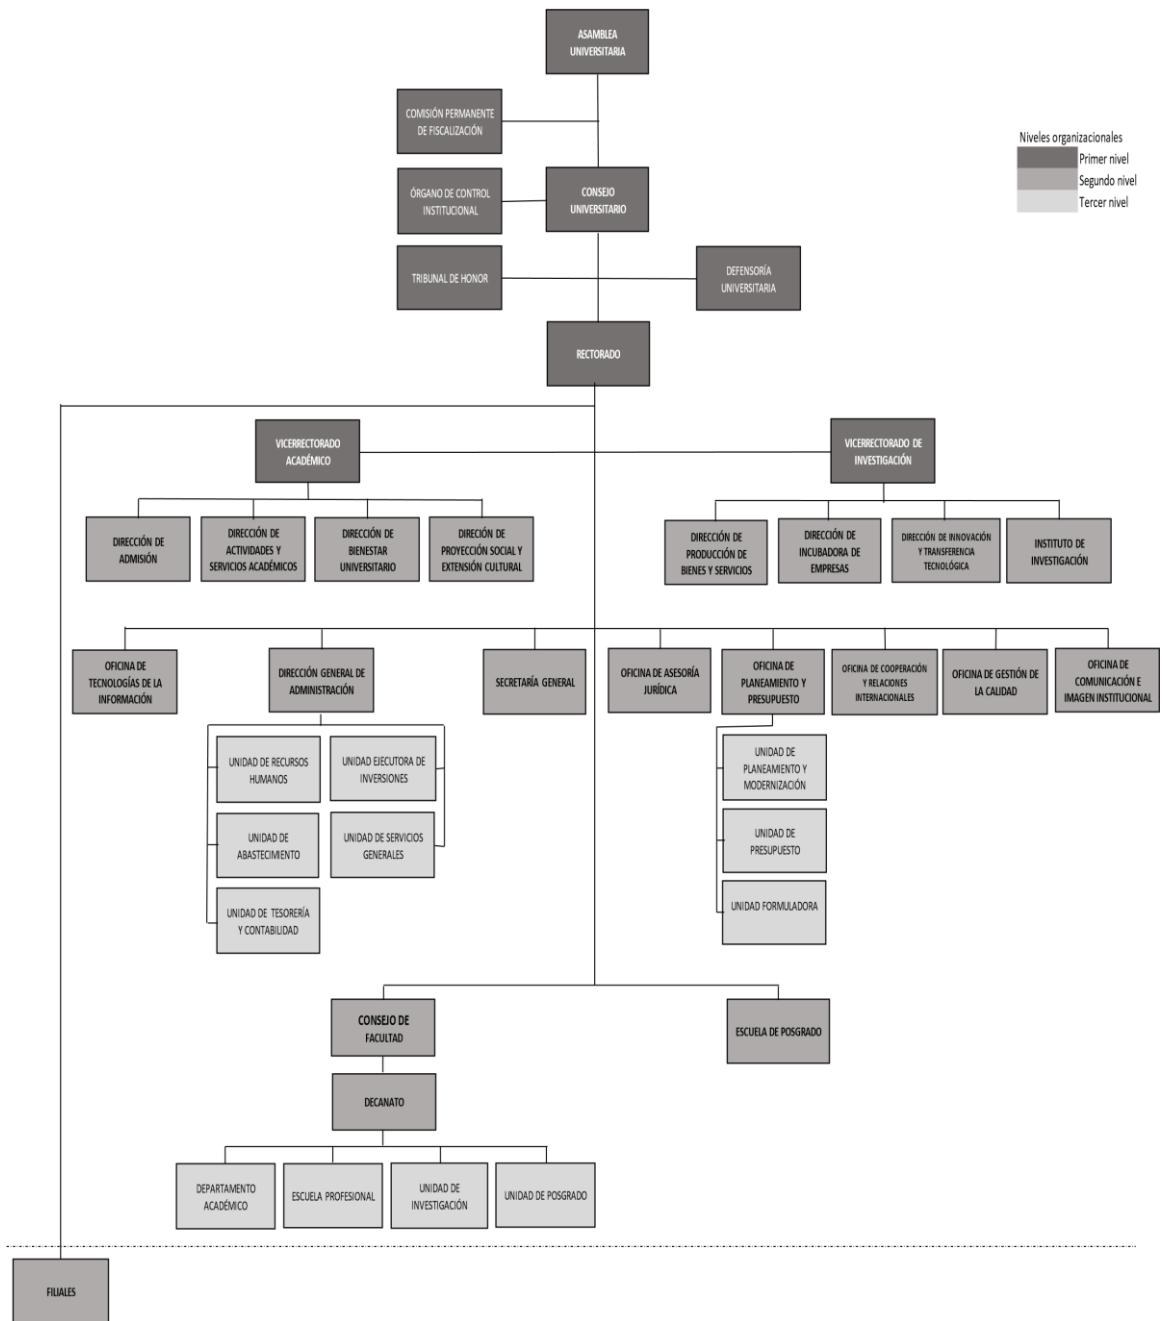 ASAMBLEA
UNIVERSITARIA
COMISIÓN PERMANENTE
DE FISCALIZACIÓN
Niveles organizacionales
Primer nivel
Segundo nivel
Tercer nivel
ÓRGANO DE CONTROL
INSTITUCIONAL
CONSEJO
UNIVERSITARIO
TRIBUNAL DE HONOR
DEFENSORÍA
UNIVERSITARIA
RECTORADO
VICERRECTORADO
ACADÉMICO
VICERRECTORADO DE
INVESTIGACIÓN
DIRECCIÓN DE
ADMISIÓN
DIRECCIÓN DE
ACTIVIDADES Y
SERVICIOS ACADÉMICOS
DIRECCIÓN DE
BIENESTAR
UNIVERSITARIO
DIRECIÓN DE
PROYECCIÓN SOCIAL Y
EXTENSIÓN CULTURAL
DIRECCIÓN DE
PRODUCCIÓN DE
BIENES Y SERVICIOS
DIRECCIÓN DE
INCUBADORA DE
EMPRESAS
DIRECCIÓN DE INNOVACIÓN
Y TRANSFERENCIA
TECNOLÓGICA
INSTITUTO DE
INVESTIGACIÓN
OFICINA DE
TECNOLOGÍAS DE LA
INFORMACIÓN
DIRECCIÓN GENERAL DE
ADMINISTRACIÓN
SECRETARÍA GENERAL
OFICINA DE ASESORÍA
JURÍDICA
OFICINA DE
PLANEAMIENTO Y
PRESUPUESTO
OFICINA DE COOPERACIÓN
Y RELACIONES
INTERNACIONALES
OFICINA DE GESTIÓN DE
LA CALIDAD
OFICINA DE
COMUNICACIÓN E
IMAGEN INSTITUCIONAL
UNIDAD DE RECURSOS
HUMANOS
UNIDAD EJECUTORA DE
INVERSIONES
UNIDAD DE
ABASTECIMIENTO
UNIDAD DE SERVICIOS
GENERALES
UNIDAD DE TESORERÍA
Y CONTABILIDAD
UNIDAD DE
PLANEAMIENTO Y
MODERNIZACIÓN
UNIDAD DE
PRESUPUESTO
UNIDAD FORMULADORA
CONSEJO DE
FACULTAD
ESCUELA DE POSGRADO
DECANATO
DEPARTAMENTO
ACADÉMICO
ESCUELA PROFESIONAL
UNIDAD DE
INVESTIGACIÓN
UNIDAD DE POSGRADO
FILIALES